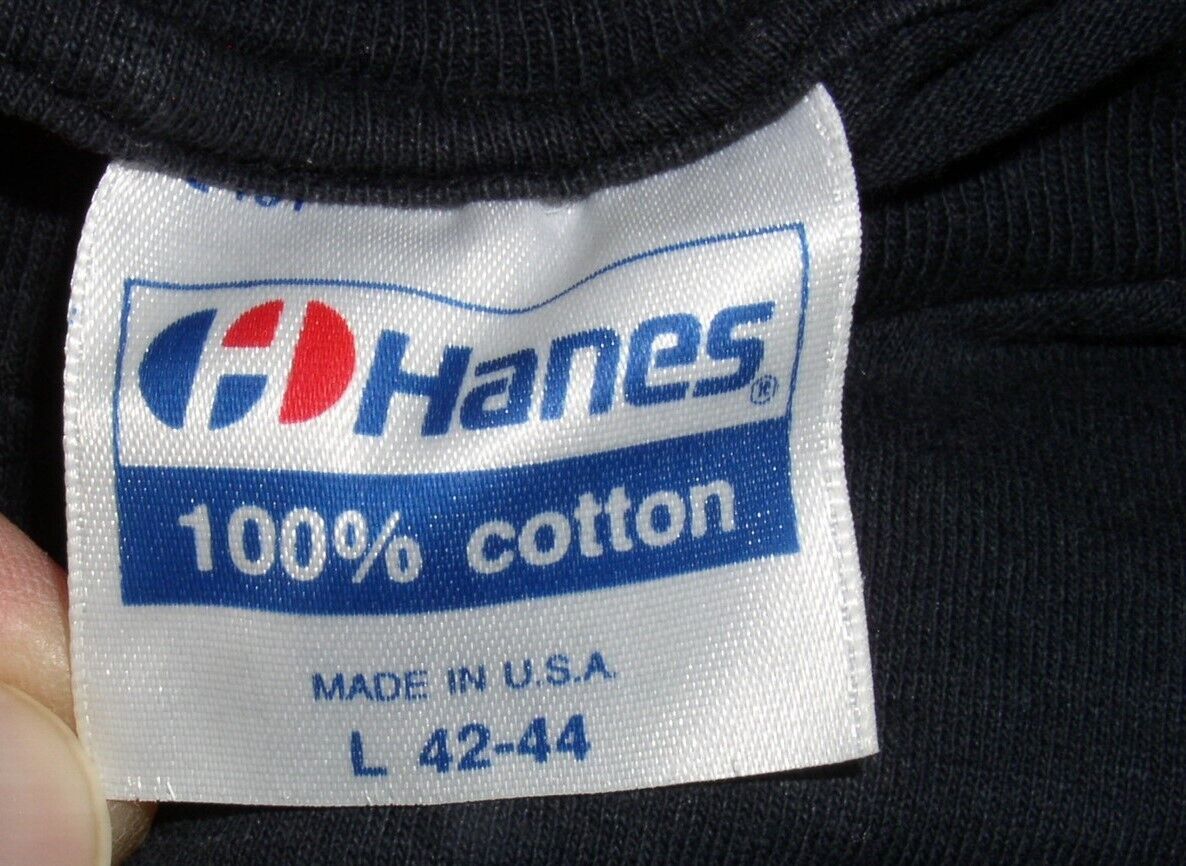 Hanes®
100% cotton
MADE IN U.S.A.
L 42-44